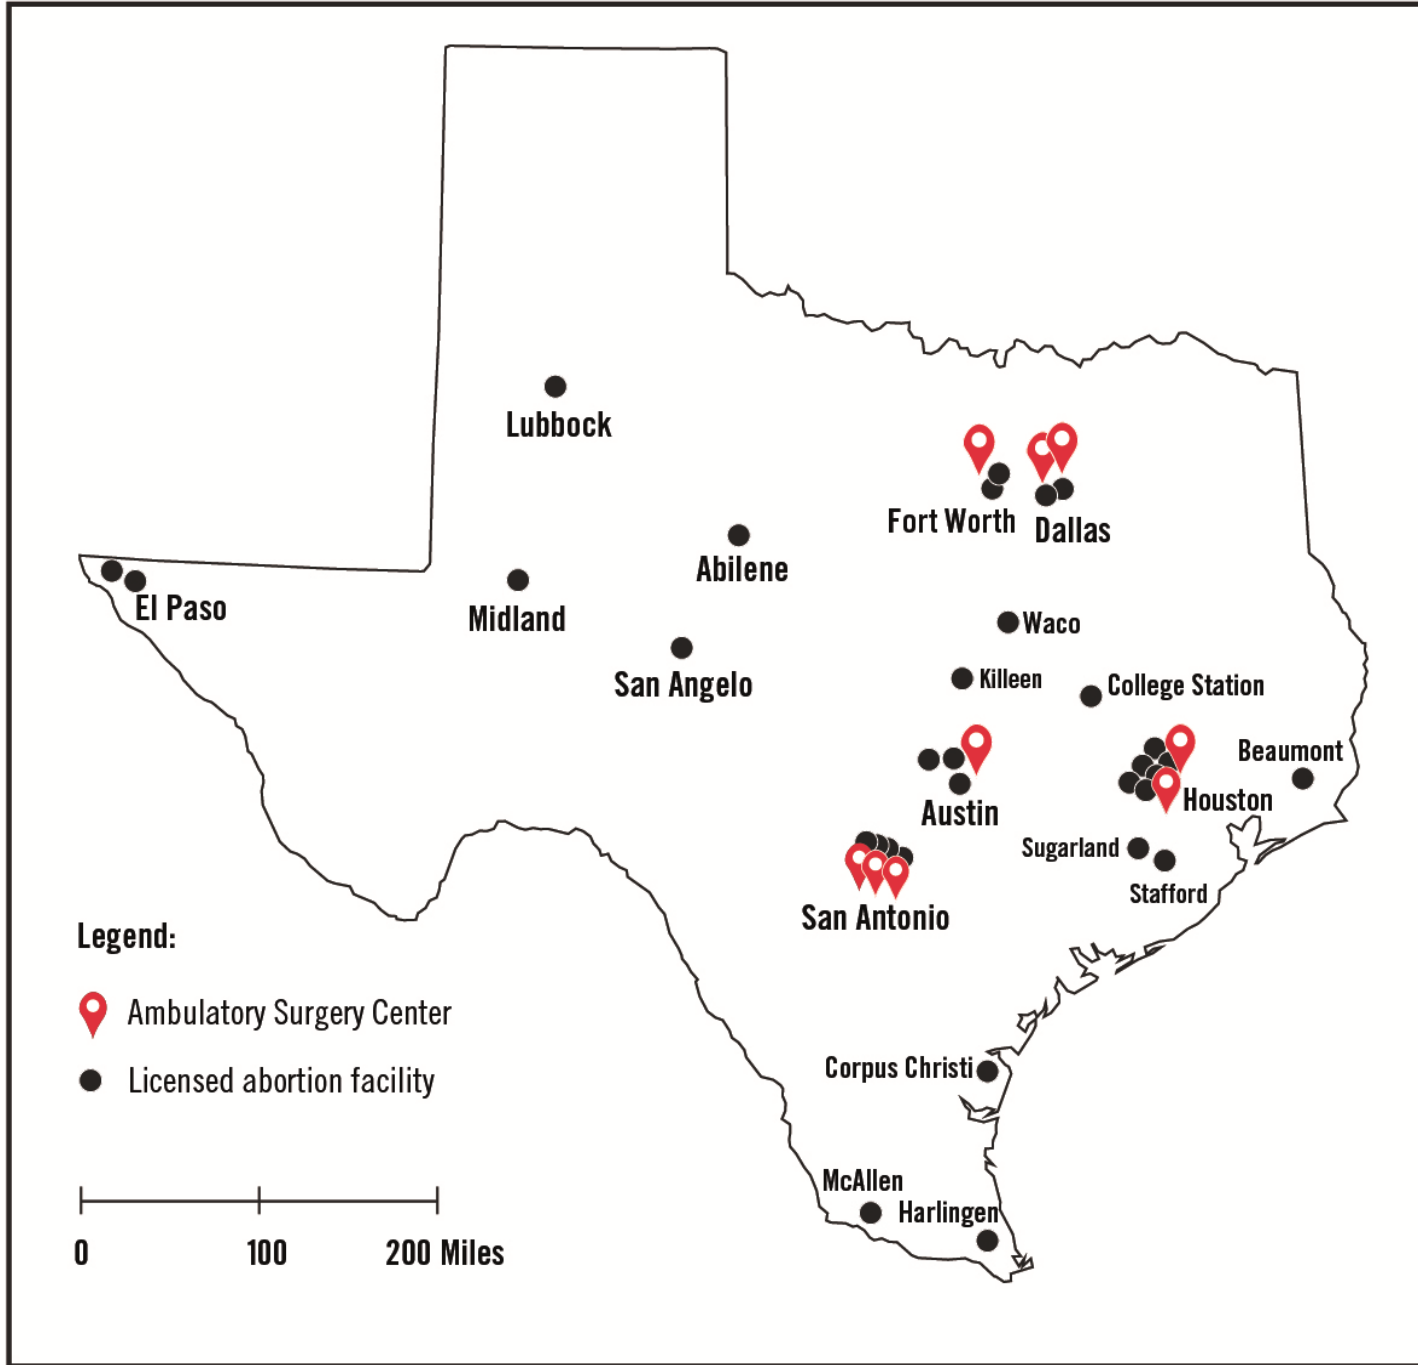 Lubbock
Fort Worth
Dallas
Abilene
El Paso
Midland
Waco
San Angelo
Killeen
College Station
Beaumont
Austin
Houston
Sugarland
Stafford
San Antonio
Legend:
Ambulatory Surgery Center
Licensed abortion facility
Corpus Christi
McAllen
Harlingen
0 100 200 Miles